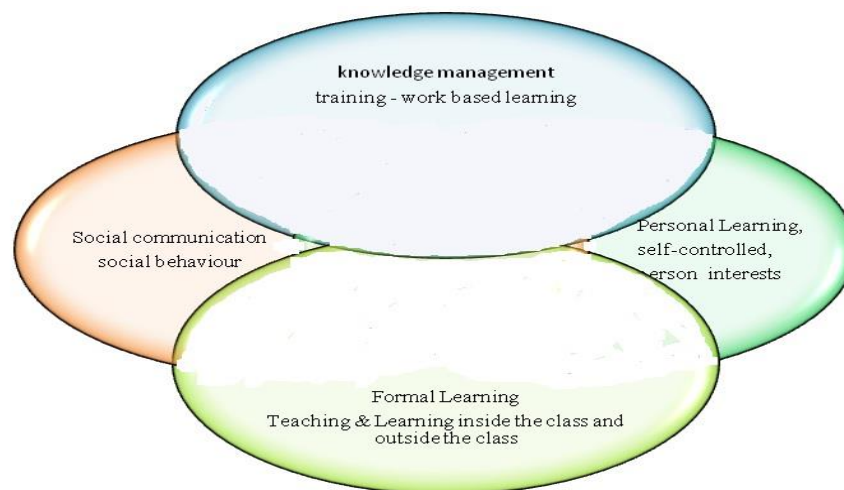 knowledge management
training - work based learning
Social communication
social behaviour
Personal Learning,
self-controlled,
person interests
Formal Learning
Teaching & Learning inside the class and
outside the class